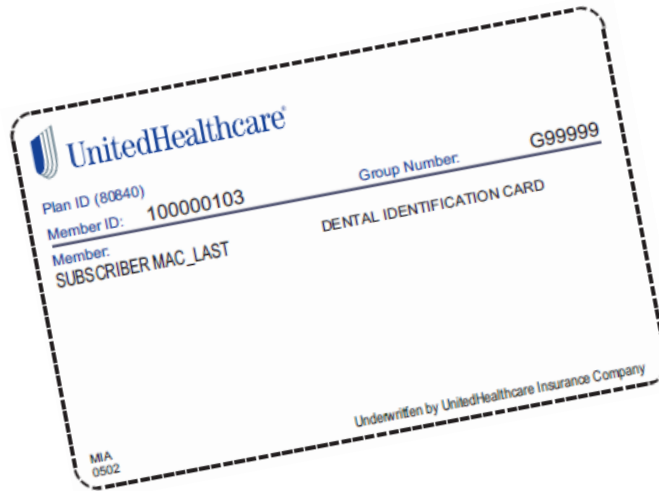 UnitedHealthcare®
Plan ID (80840)
Member ID: 100000103 Group Number: G99999
Member:
SUBSCRIBER MAC_LAST
DENTAL IDENTIFICATION CARD
Underwritten by UnitedHealthcare Insurance Company
MIA
0502